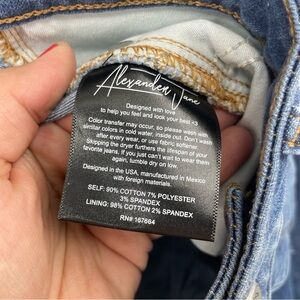 Alexander Jane
Designed with love
to help you feel and look your best <3
Color transfer may occur, so please wash with
similar colors in cold water, inside out. Don't wash
after every wear, or use fabric softener.
Skipping the dryer furthers the lifespan of your
favorite jeans. If you just can't wait to wear them
again, tumble dry on low.
Designed in the USA, manufactured in Mexico
with foreign materials.
SELF: 90% COTTON 7% POLYESTER
3% SPANDEX
LINING: 98% COTTON 2% SPANDEX
RN# 167664